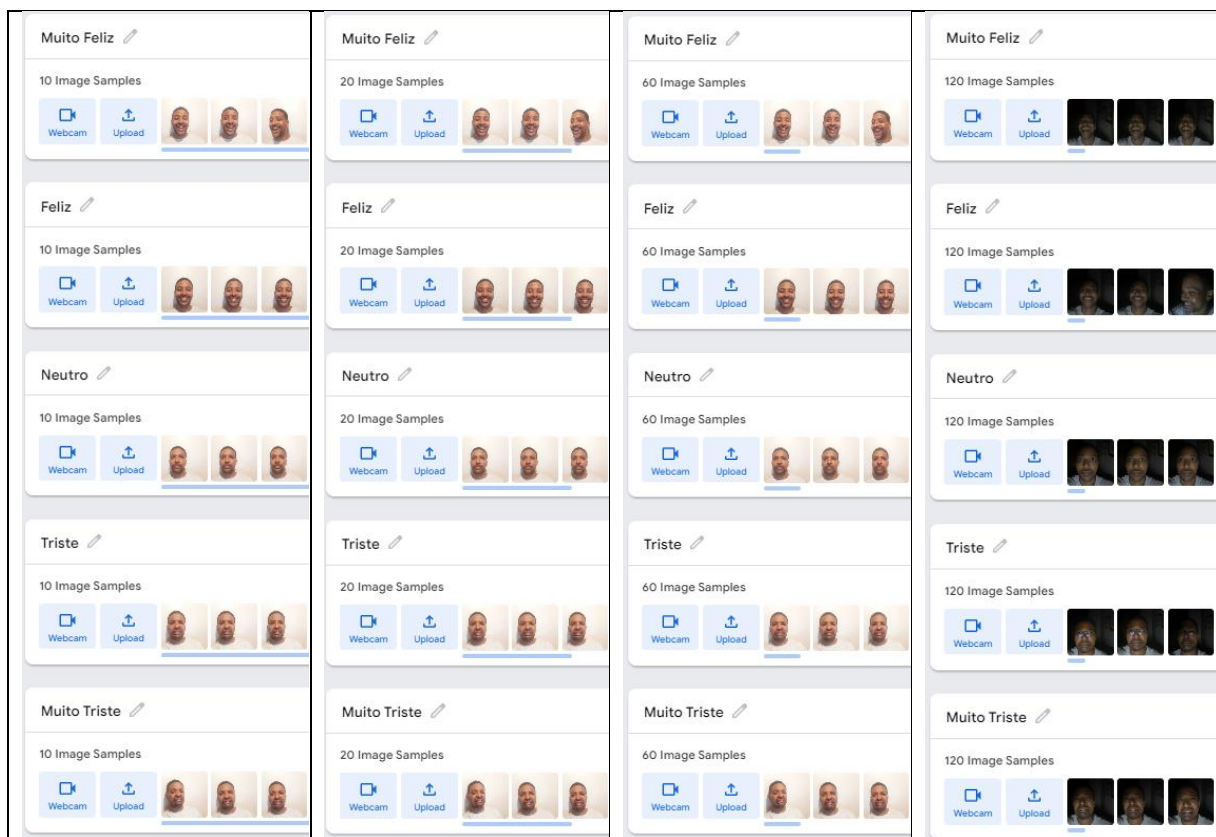 Muito Feliz
10 Image Samples
Webcam Upload
Feliz
10 Image Samples
Webcam Upload
Neutro
10 Image Samples
Webcam Upload
Triste
10 Image Samples
Webcam Upload
Muito Triste
10 Image Samples
Webcam Upload
Muito Feliz
20 Image Samples
Webcam Upload
Feliz
20 Image Samples
Webcam Upload
Neutro
20 Image Samples
Webcam Upload
Triste
20 Image Samples
Webcam Upload
Muito Triste
20 Image Samples
Webcam Upload
Muito Feliz
60 Image Samples
Webcam Upload
Feliz
60 Image Samples
Webcam Upload
Neutro
60 Image Samples
Webcam Upload
Triste
60 Image Samples
Webcam Upload
Muito Triste
60 Image Samples
Webcam Upload
Muito Feliz
120 Image Samples
Webcam Upload
Feliz
120 Image Samples
Webcam Upload
Neutro
120 Image Samples
Webcam Upload
Triste
120 Image Samples
Webcam Upload
Muito Triste
120 Image Samples
Webcam Upload